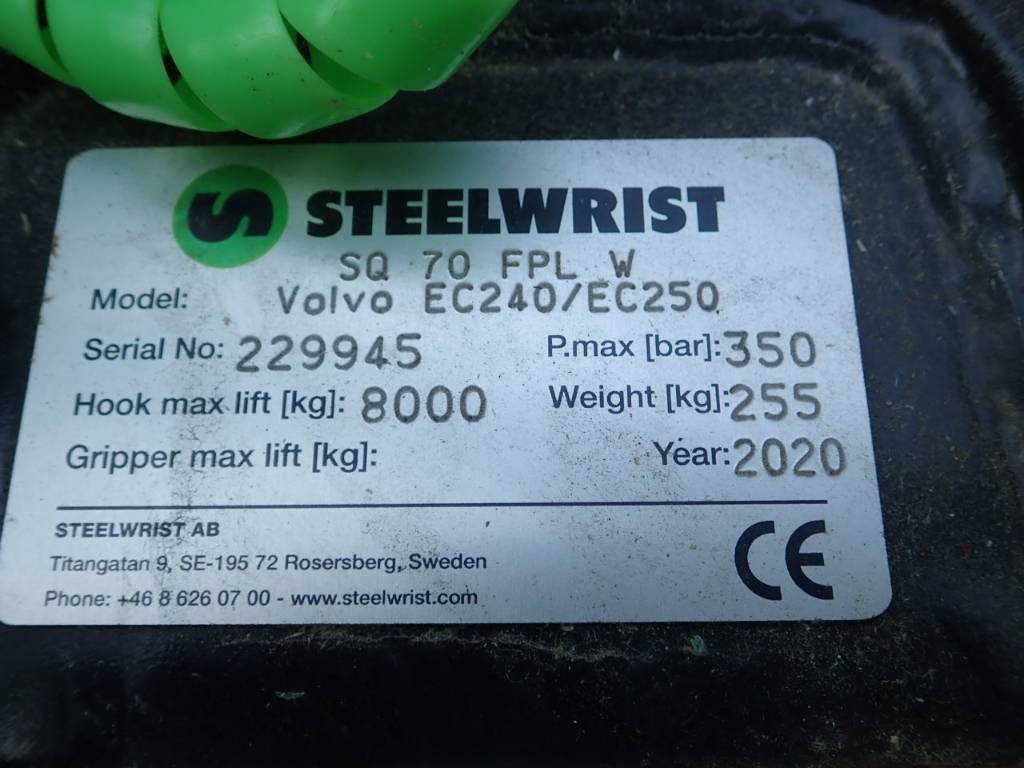 STEELWRIST
SQ 70 FPL W
Model: Volvo EC240/EC250
Serial No: 229945 P.max [bar]: 350
Hook max lift [kg]: 8000 Weight [kg]: 255
Gripper max lift [kg]: Year: 2020
STEELWRIST AB
Titangatan 9, SE-195 72 Rosersberg, Sweden
Phone: +46 8 626 07 00 - www.steelwrist.com
CE